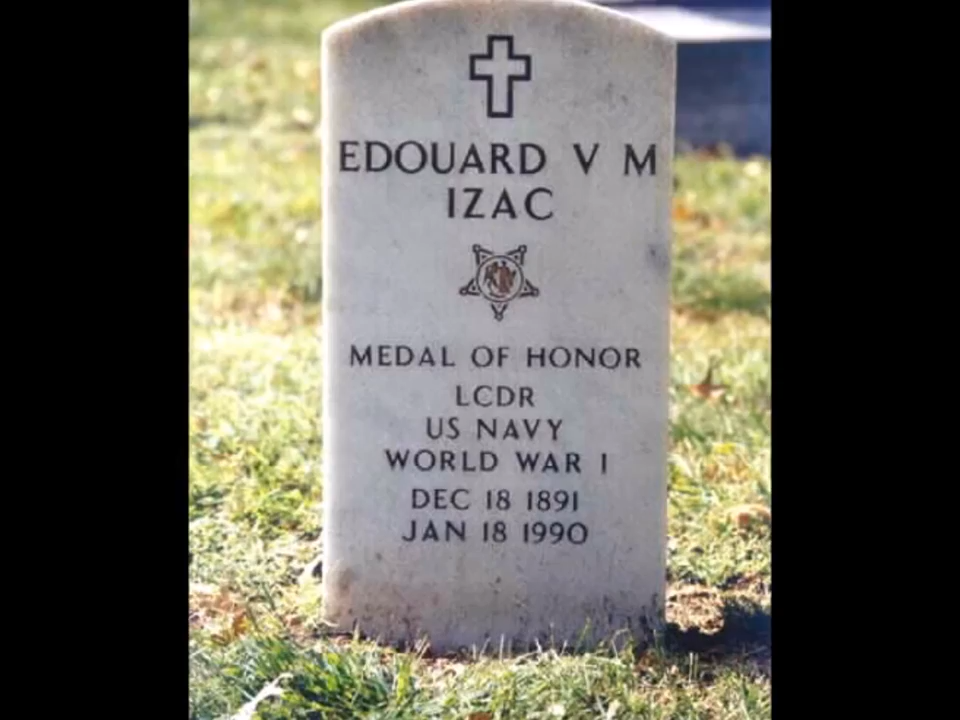 EDOUARD V M
IZAC
MEDAL OF HONOR
LCDR
US NAVY
WORLD WAR I
DEC 18 1891
JAN 18 1990